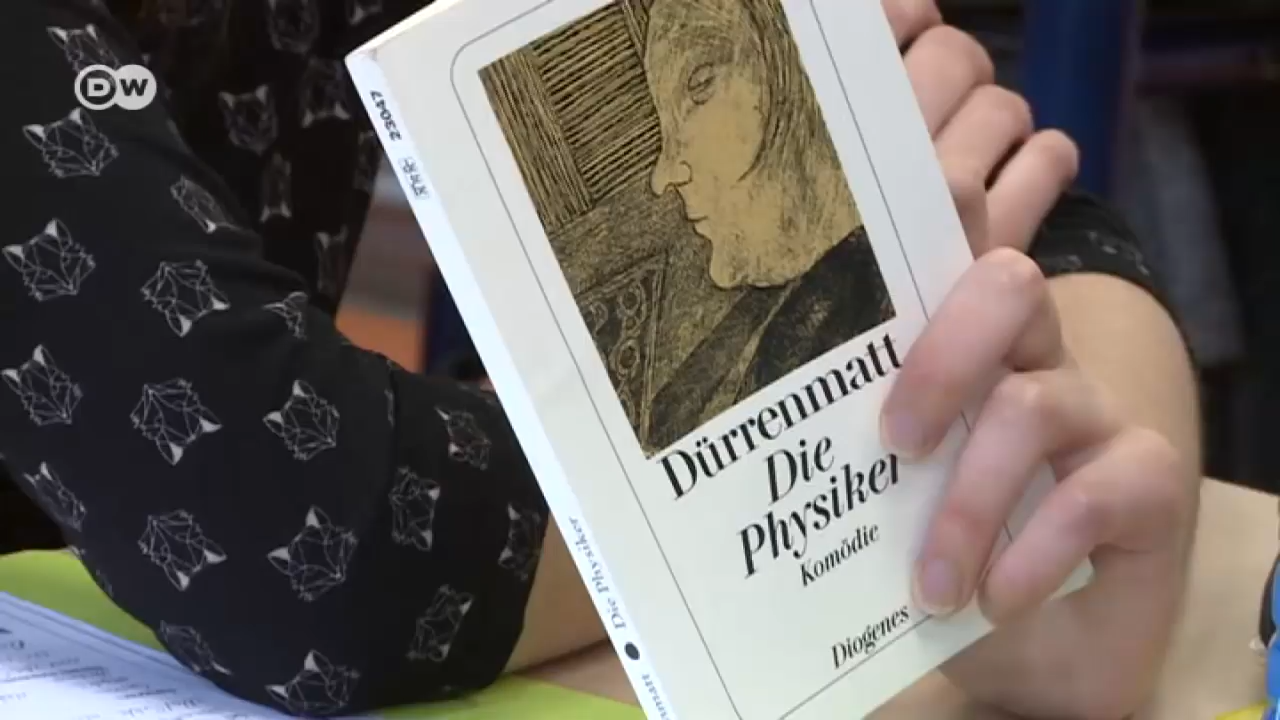 DW
23047
Dürrenmatt
Die
Physiker
Komödie
Diogenes
Die Physiker